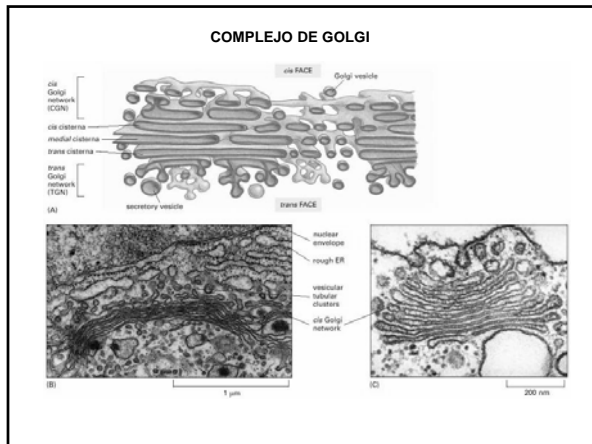 COMPLEJO DE GOLGI
cis FACE
Golgi vesicle
cis
Golgi
network
(CGN)
cis cisterna
medial cisterna
trans cisterna
trans
Golgi
network
(TGN)
secretory vesicle
trans FACE
(A)
nuclear
envelope
rough ER
vesicular
tubular
clusters
cis Golgi
network
(B)
1 µm
(C)
200 nm